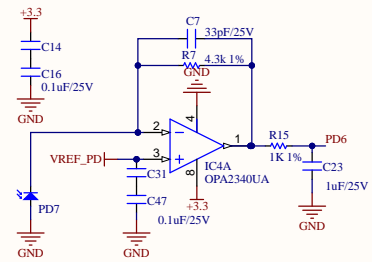 +3.3
C14
C16
0.1uF/25V
GND
C7
33pF/25V
R7
4.3k 1%
GND
4
2
3
1
8
VREF_PD
IC4A
OPA2340UA
+3.3
R15
1K 1%
PD6
C23
1uF/25V
GND
C31
C47
0.1uF/25V
GND
PD7
GND